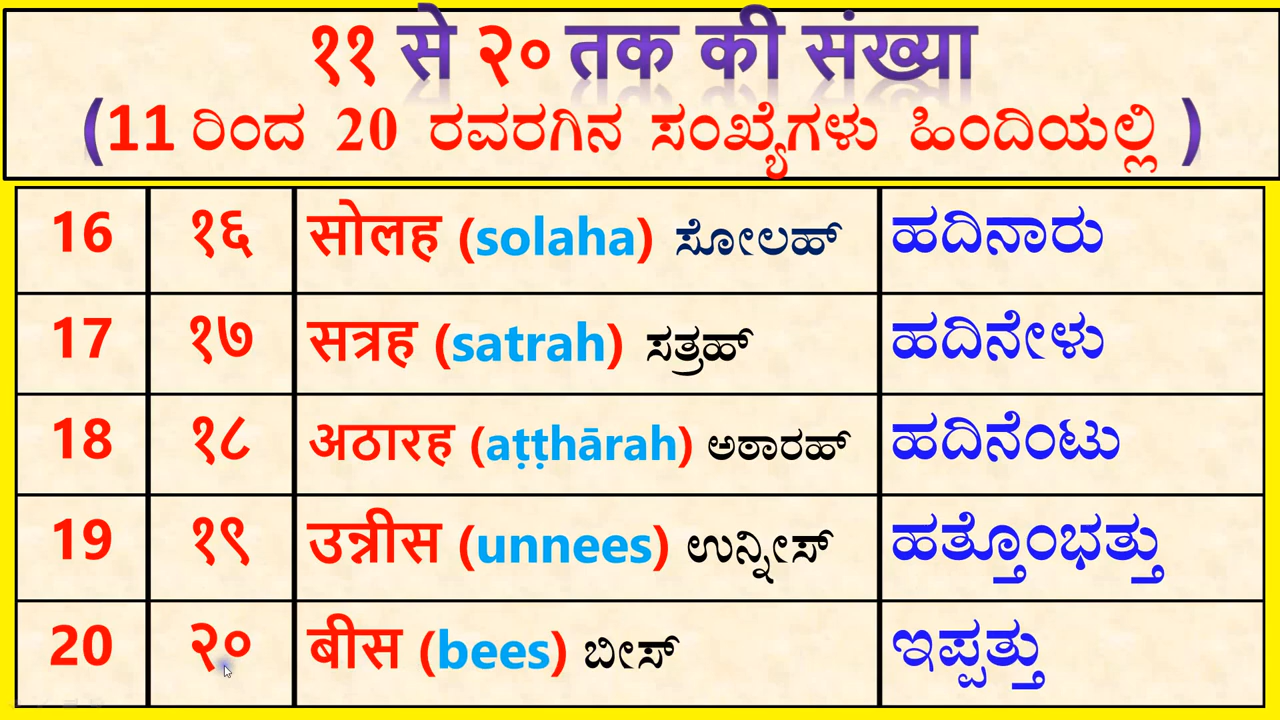 ११ से २० तक की संख्या
(11 ರಿಂದ 20 ರವರಗಿನ ಸಂಖ್ಯೆಗಳು ಹಿಂದಿಯಲ್ಲಿ )
16 १६ सोलह (solaha) ಸೋಲಹ್ ಹದಿನಾರು
17 १७ सत्रह (satrah) ಸತ್ರಹ್ ಹದಿನೇಳು
18 १८ अठारह (aṭṭhārah) ಅಠಾರಹ್ ಹದಿನೆಂಟು
19 १९ उन्नीस (unnees) ಉನ್ನೀಸ್ ಹತ್ತೊಂಭತ್ತು
20 २० बीस (bees) ಬೀಸ್ ಇಪ್ಪತ್ತು